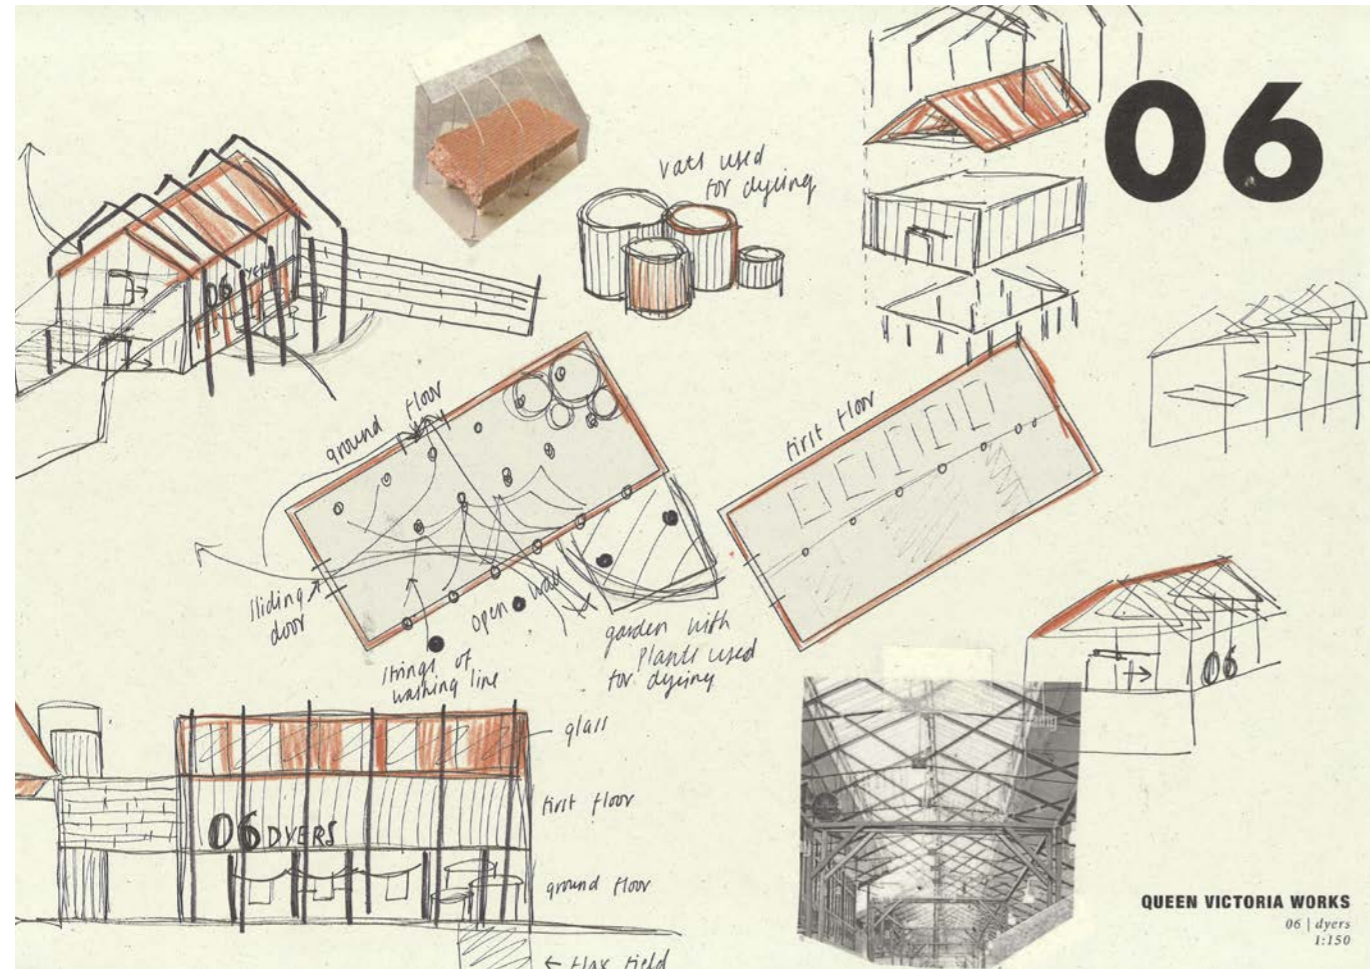 06
vats used
for dyeing
06 DYERS
ground floor
first floor
sliding
door
open wall
strings of
washing line
garden with
plants used
for dyeing
06
glass
first floor
06 DYERS
ground floor
← flax field
QUEEN VICTORIA WORKS
06 | dyers
1:150